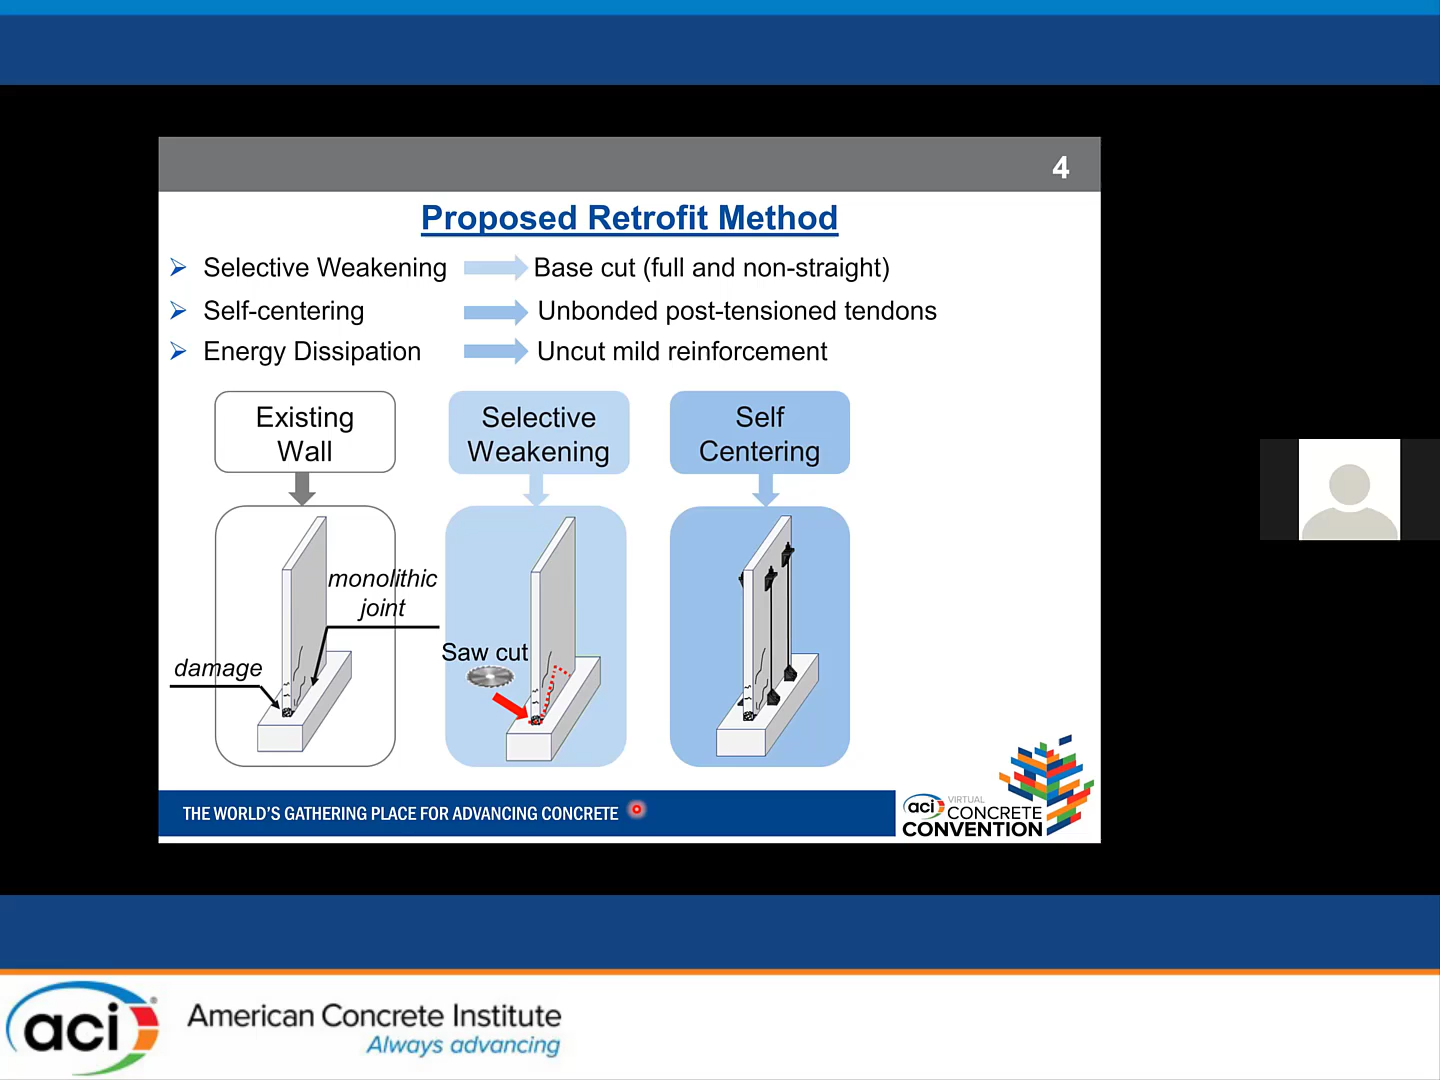 4
Proposed Retrofit Method
Selective Weakening
Base cut (full and non-straight)
Self-centering
Unbonded post-tensioned tendons
Energy Dissipation
Uncut mild reinforcement
Existing
Wall
Selective
Weakening
Self
Centering
monolithic
joint
damage
Saw cut
THE WORLD'S GATHERING PLACE FOR ADVANCING CONCRETE
aci VIRTUAL
CONCRETE
CONVENTION
aci
American Concrete Institute
Always advancing